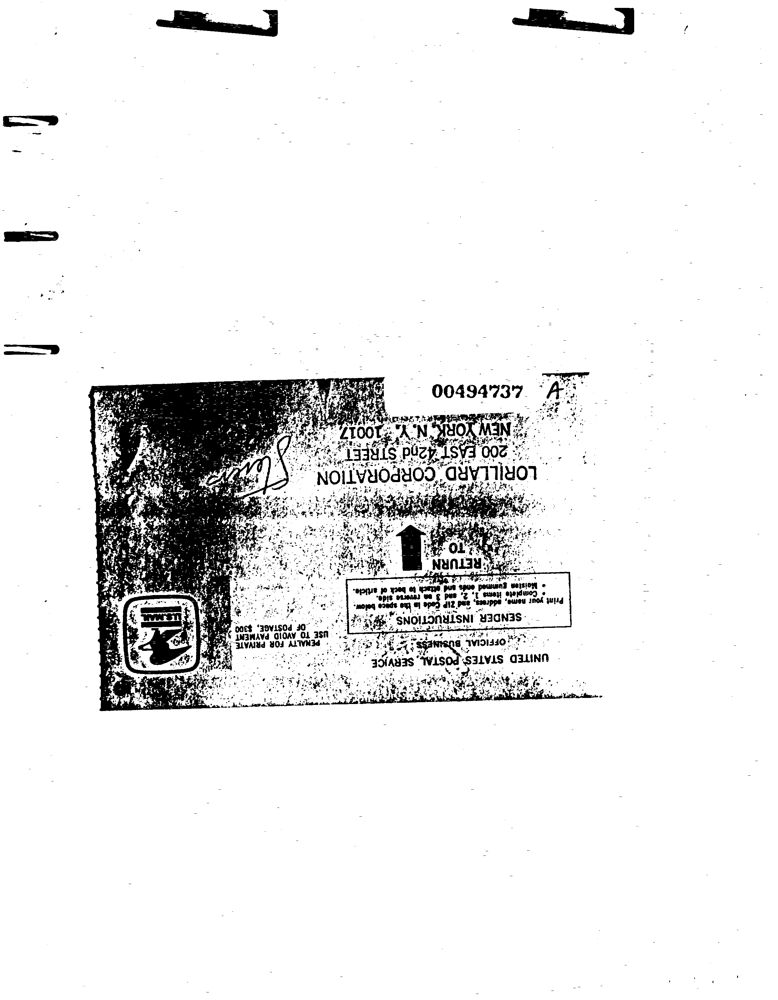 00494737 A
UNITED STATES POSTAL SERVICE
OFFICIAL BUSINESS
SENDER INSTRUCTIONS
Print your name, address, and ZIP Code in the space below.
• Complete items 1, 2, and 3 on reverse side.
• Moisten gummed ends and attach to back of article.
PENALTY FOR PRIVATE
USE TO AVOID PAYMENT
OF POSTAGE, $300
U.S.MAIL
RETURN
TO
LORILLARD CORPORATION
200 EAST 42nd STREET
NEW YORK, N.Y. 10017